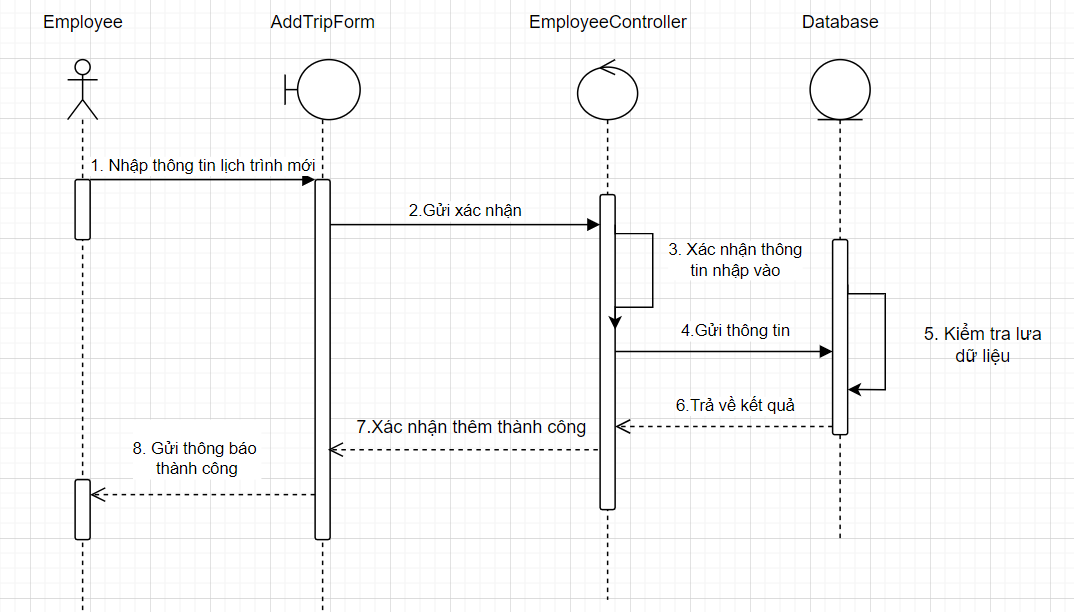 Employee
AddTripForm
EmployeeController
Database
1. Nhập thông tin lịch trình mới
2.Gửi xác nhận
3. Xác nhận thông
tin nhập vào
4.Gửi thông tin
5. Kiểm tra lưa
dữ liệu
6.Trả về kết quả
7.Xác nhận thêm thành công
8. Gửi thông báo
thành công